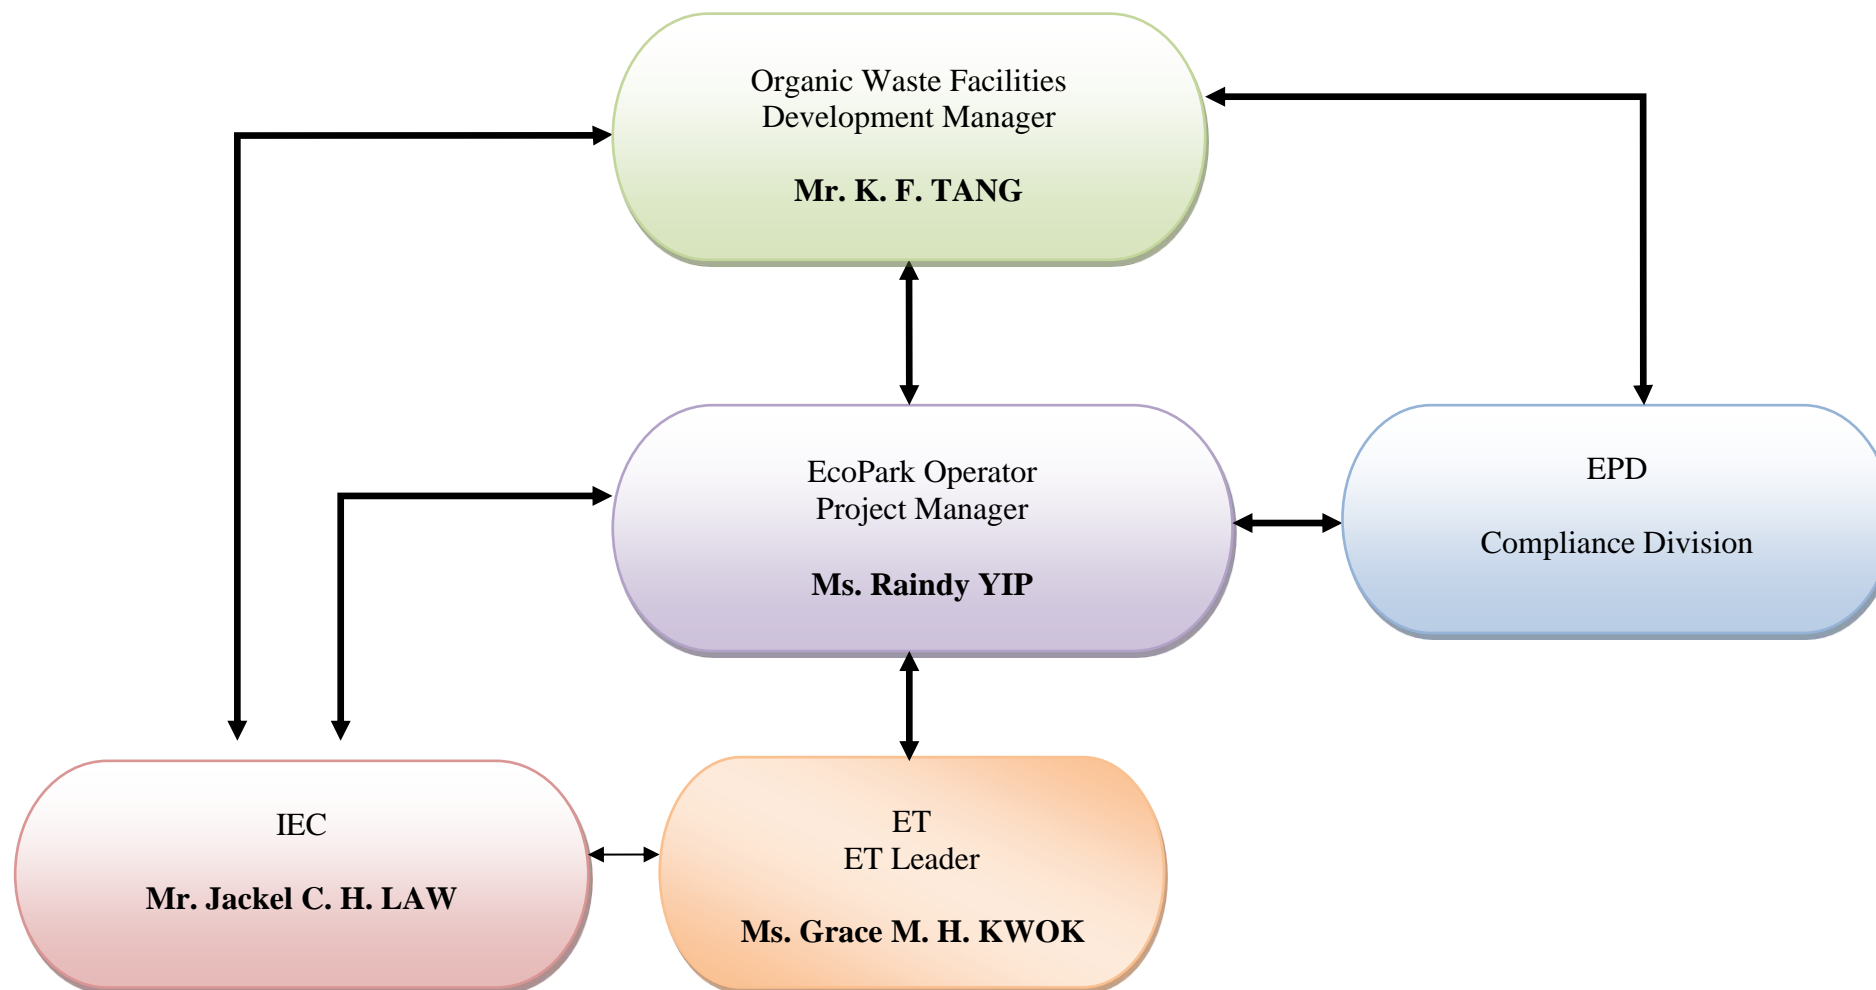 Organic Waste Facilities
Development Manager
Mr. K. F. TANG
EcoPark Operator
Project Manager
Ms. Raindy YIP
EPD
Compliance Division
IEC
Mr. Jackel C. H. LAW
ET
ET Leader
Ms. Grace M. H. KWOK